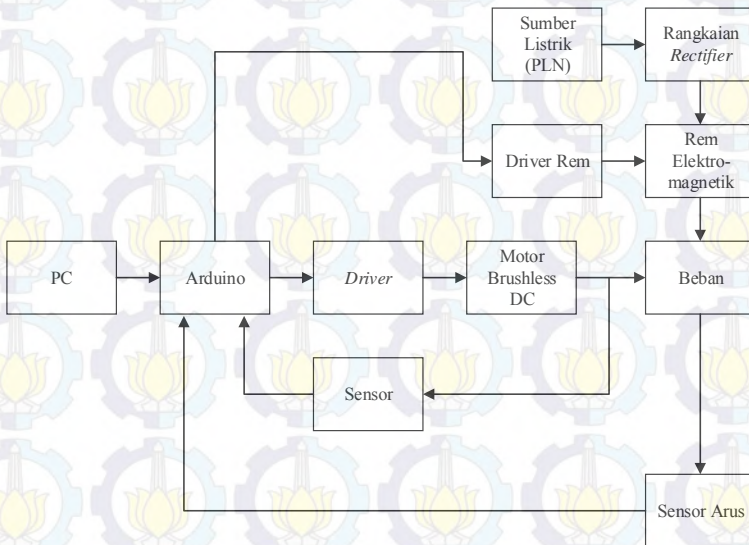 Sumber
Listrik
(PLN)
Rangkaian
Rectifier
Driver Rem
Rem
Elektro-
magnetik
PC
Arduino
Driver
Motor
Brushless
DC
Beban
Sensor
Sensor Arus